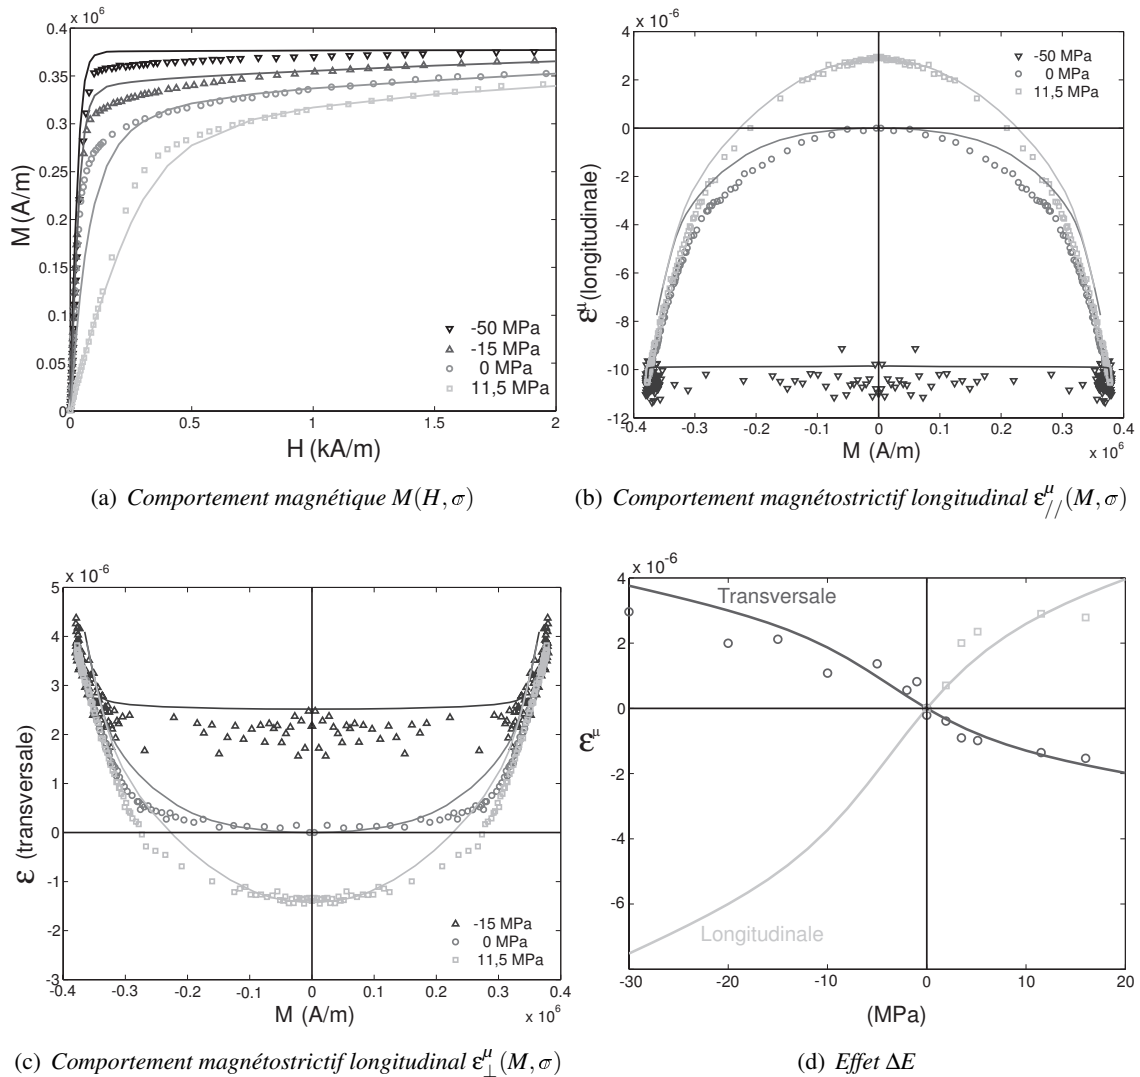 x 10⁶
0.4
0.35
0.3
0.25
0.2
0.15
0.1
0.05
0
M (A/m)
0 0.5 1 1.5 2
H (kA/m)
-50 MPa
-15 MPa
0 MPa
11,5 MPa
(a) Comportement magnétique M(H, σ)
x 10⁻⁶
4
2
0
-2
-4
-6
-8
-10
-12
εᵘ (longitudinale)
-0.4 -0.3 -0.2 -0.1 0 0.1 0.2 0.3 0.4
M (A/m)
x 10⁶
-50 MPa
0 MPa
11,5 MPa
(b) Comportement magnétostrictif longitudinal ε^μ_//(M, σ)
x 10⁻⁶
5
4
3
2
1
0
-1
-2
-3
ε (transversale)
-0.4 -0.3 -0.2 -0.1 0 0.1 0.2 0.3 0.4
M (A/m)
x 10⁶
-15 MPa
0 MPa
11,5 MPa
(c) Comportement magnétostrictif longitudinal ε^μ_⊥(M, σ)
x 10⁻⁶
4
2
0
-2
-4
-6
εᵘ
Transversale
Longitudinale
-30 -20 -10 0 10 20
(MPa)
(d) Effet ΔE